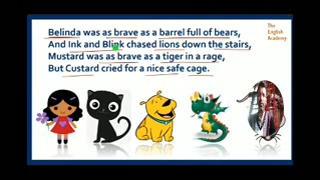 Belinda was as brave as a barrel full of bears,
And Ink and Blink chased lions down the stairs,
Mustard was as brave as a tiger in a rage,
But Custard cried for a nice safe cage.
The English
Academy